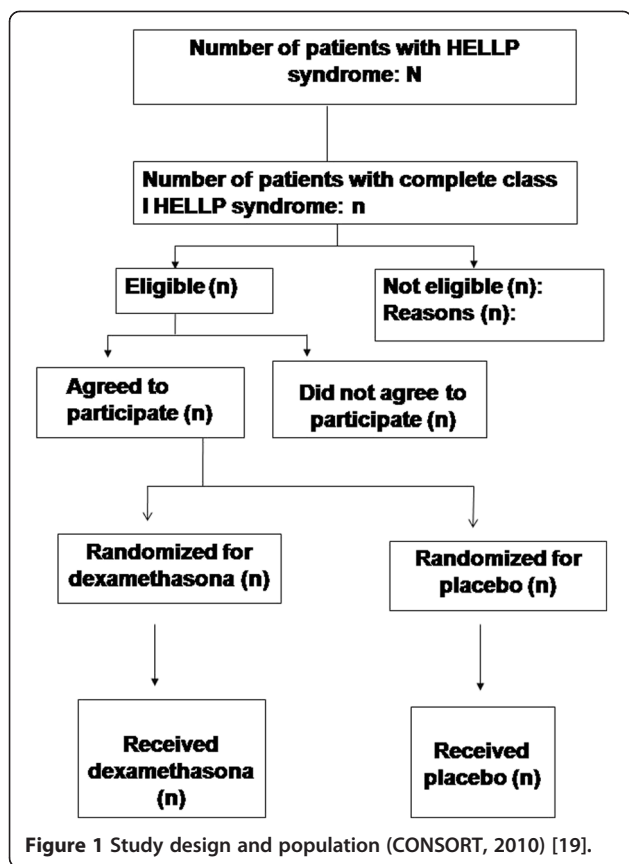 Number of patients with HELLP
syndrome: N
Number of patients with complete class
I HELLP syndrome: n
Eligible (n)
Not eligible (n):
Reasons (n):
Agreed to
participate (n)
Did not agree to
participate (n)
Randomized for
dexamethasona (n)
Randomized for
placebo (n)
Received
dexamethasona
(n)
Received
placebo (n)
Figure 1 Study design and population (CONSORT, 2010) [19].